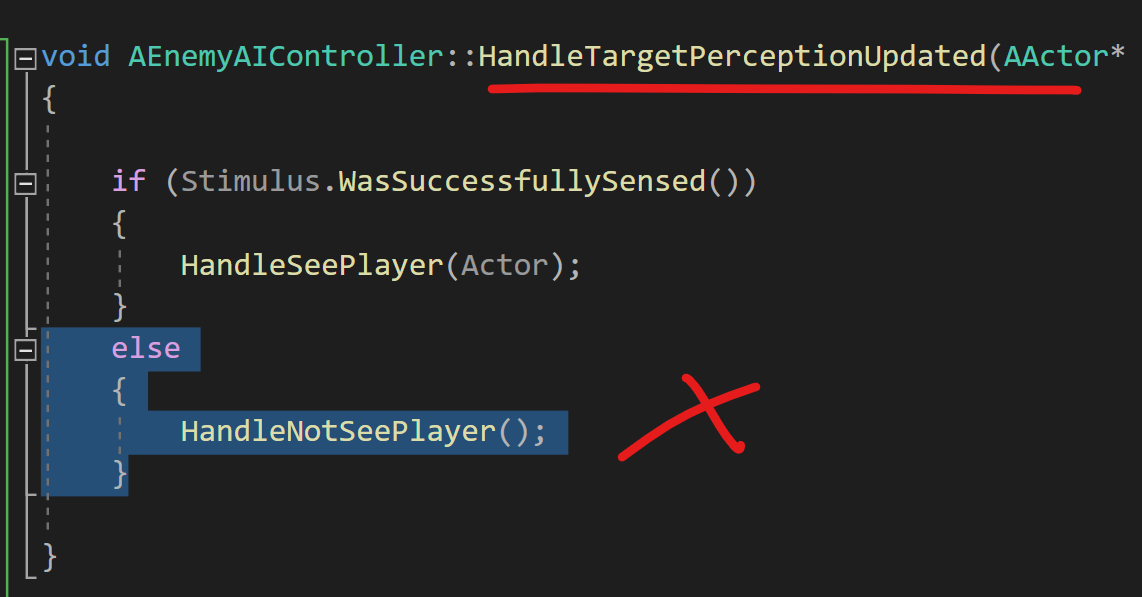 void AEnemyAIController::HandleTargetPerceptionUpdated(AActor*
{
if (Stimulus.WasSuccessfullySensed())
{
HandleSeePlayer(Actor);
}
else
{
HandleNotSeePlayer();
}
}